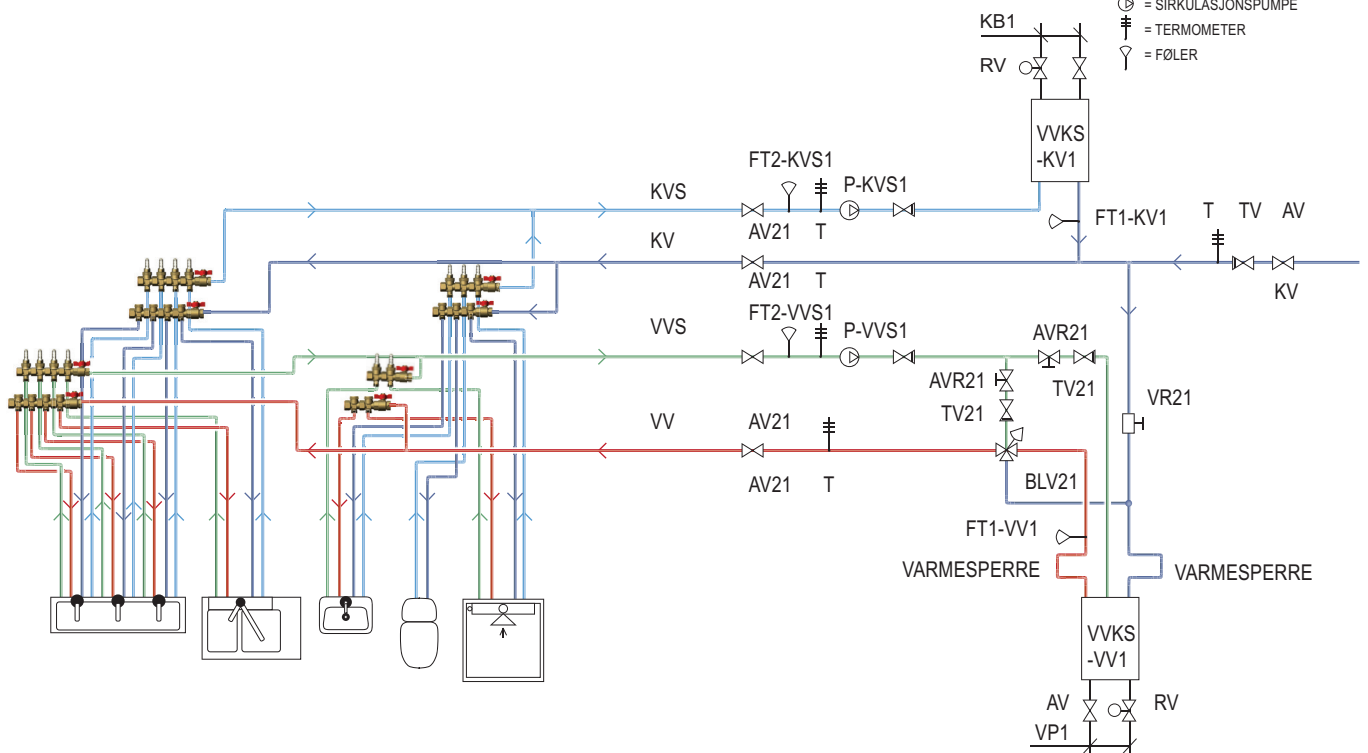 = SIRKULASJONSPUMPE
KB1
= TERMOMETER
RV
= FØLER
VVKS
-KV1
FT2-KVS1
P-KVS1
KVS
FT1-KV1
T
TV
AV
AV21
T
KV
AV21
T
KV
FT2-VVS1
P-VVS1
VVS
AVR21
AVR21
TV21
TV21
VR21
VV
AV21
AV21
T
BLV21
FT1-VV1
VARMESPERRE
VARMESPERRE
VVKS
-VV1
AV
RV
VP1